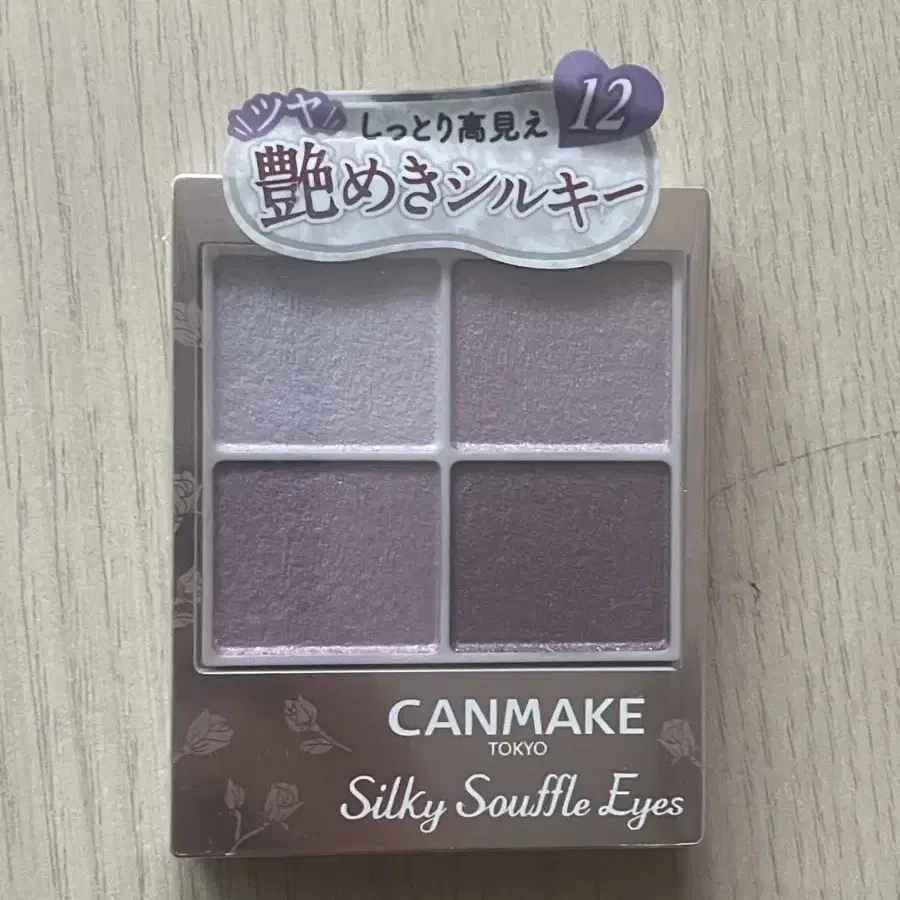 ツヤ
しっとり高見え
12
艶めきシルキー
CANMAKE
TOKYO
Silky Souffle Eyes